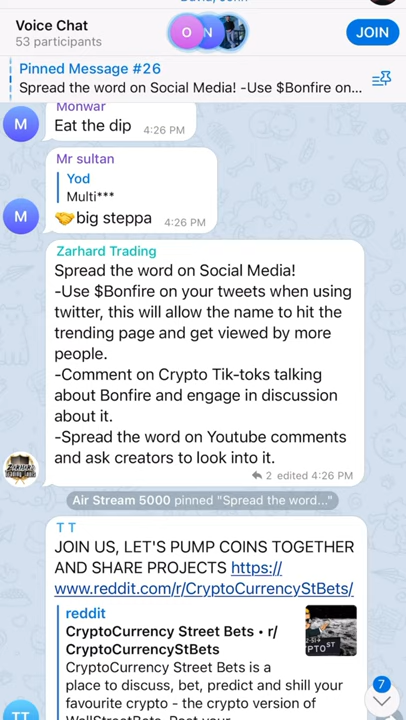 Voice Chat
53 participants
O N
JOIN
Pinned Message #26
Spread the word on Social Media! -Use $Bonfire on...
Monwar
Eat the dip 4:26 PM
M
Mr sultan
Yod
Multi***
🤝big steppa 4:26 PM
M
Zarhard Trading
Spread the word on Social Media!
-Use $Bonfire on your tweets when using
twitter, this will allow the name to hit the
trending page and get viewed by more
people.
-Comment on Crypto Tik-toks talking
about Bonfire and engage in discussion
about it.
-Spread the word on Youtube comments
and ask creators to look into it.
2 edited 4:26 PM
Air Stream 5000 pinned "Spread the word..."
T T
JOIN US, LET'S PUMP COINS TOGETHER
AND SHARE PROJECTS https://
www.reddit.com/r/CryptoCurrencyStBets/
reddit
CryptoCurrency Street Bets • r/
CryptoCurrencyStBets
CryptoCurrency Street Bets is a
place to discuss, bet, predict and shill your
favourite crypto - the crypto version of
7
TT